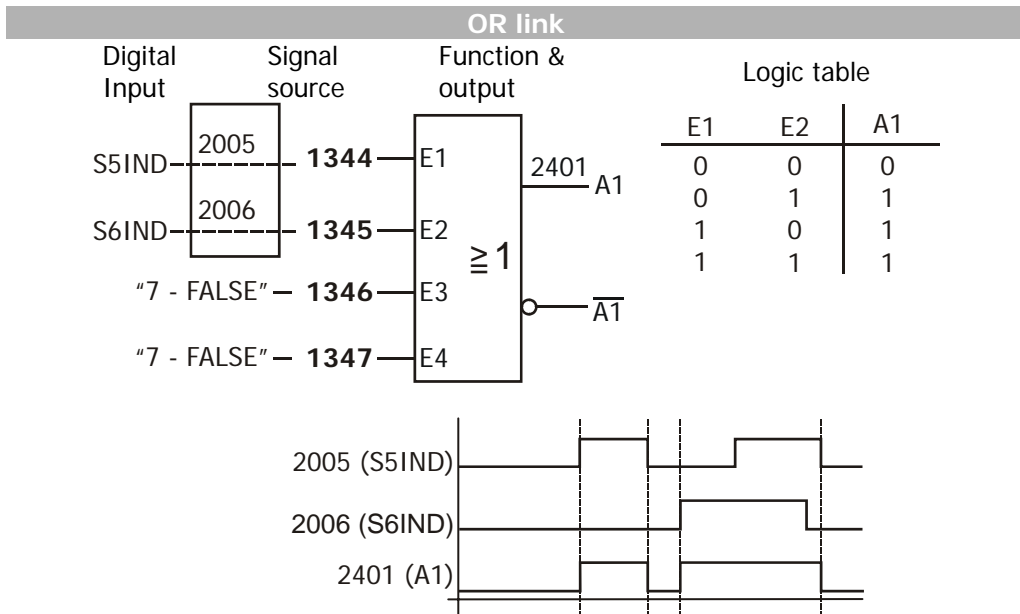 OR link
Digital Input
Signal source
Function & output
Logic table
S5IND
2005
1344
E1
S6IND
2006
1345
E2
"7 - FALSE"
1346
E3
"7 - FALSE"
1347
E4
≧1
2401
A1
A1
E1 E2 A1
0 0 0
0 1 1
1 0 1
1 1 1
2005 (S5IND)
2006 (S6IND)
2401 (A1)